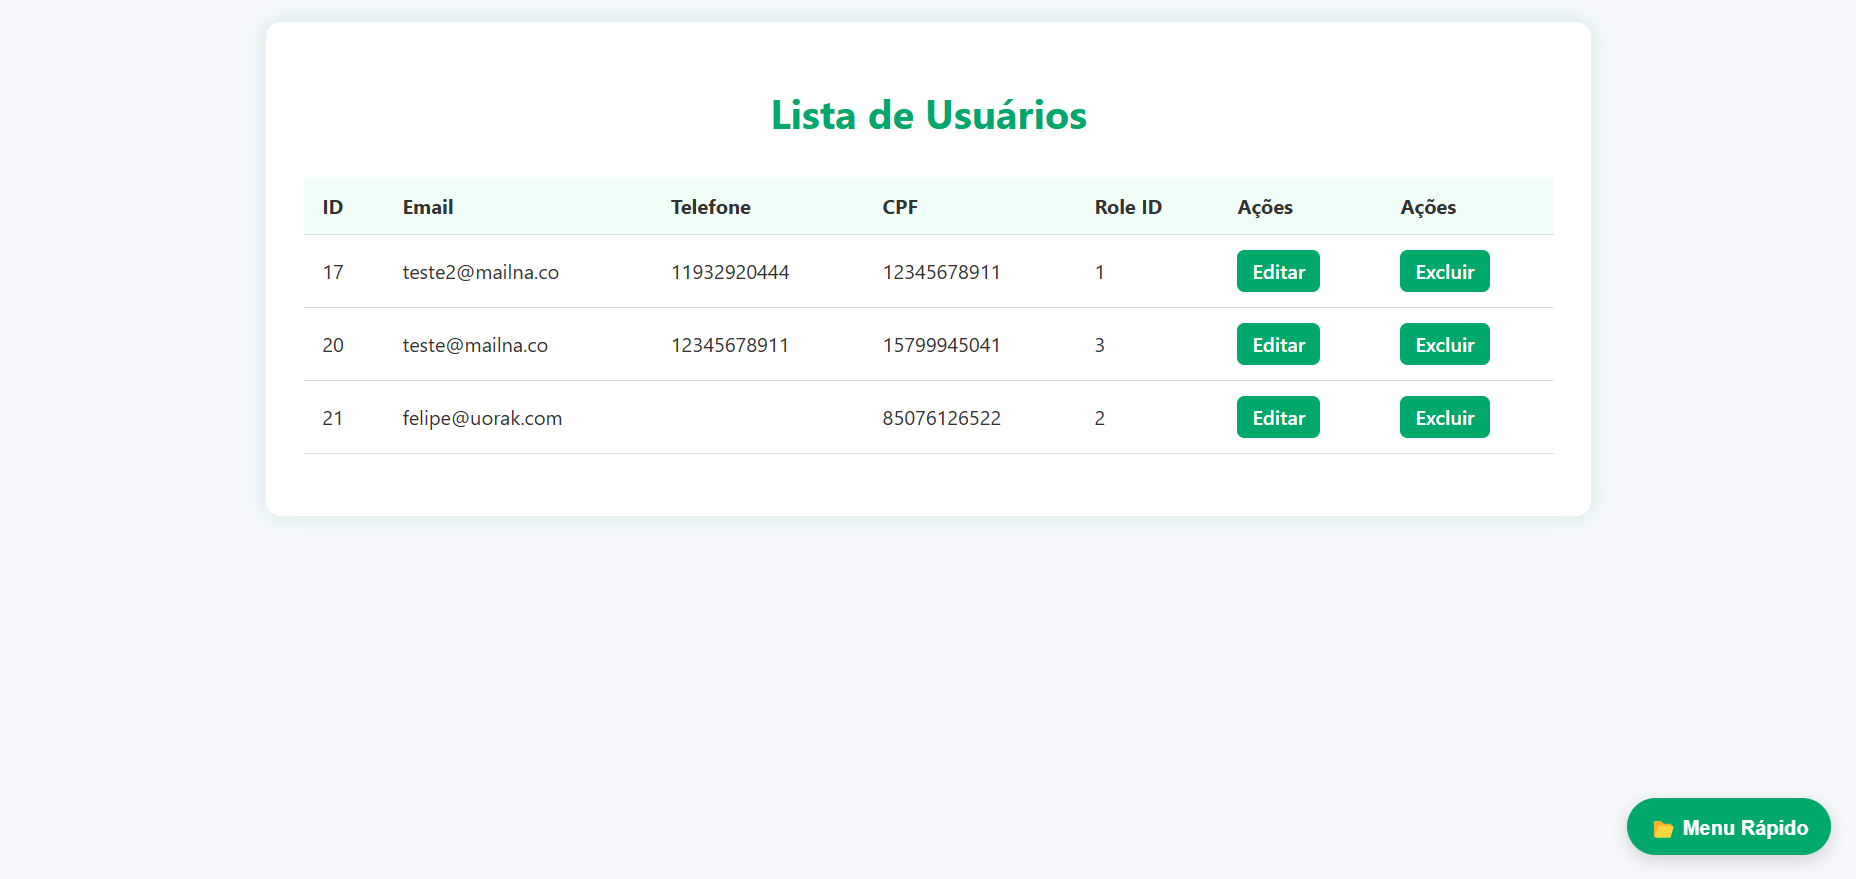 Lista de Usuários
ID Email Telefone CPF Role ID Ações Ações
17 teste2@mailna.co 11932920444 12345678911 1 Editar Excluir
20 teste@mailna.co 12345678911 15799945041 3 Editar Excluir
21 felipe@uorak.com 85076126522 2 Editar Excluir
Menu Rápido